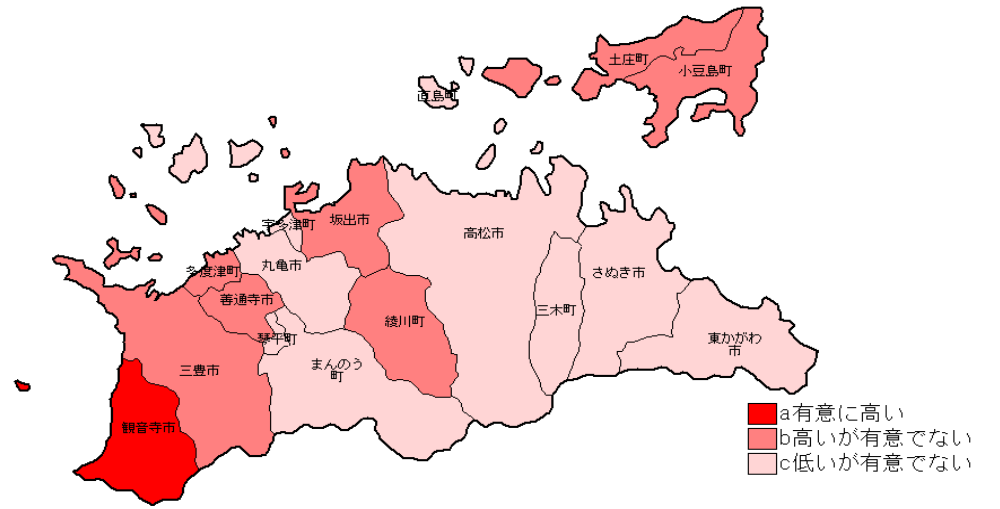 土庄町
小豆島町
直島町
宇多津町
坂出市
高松市
丸亀市
多度津町
さぬき市
善通寺市
綾川町
三木町
琴平町
東かがわ
市
まんのう
町
三豊市
観音寺市
a有意に高い
b高いが有意でない
c低いが有意でない